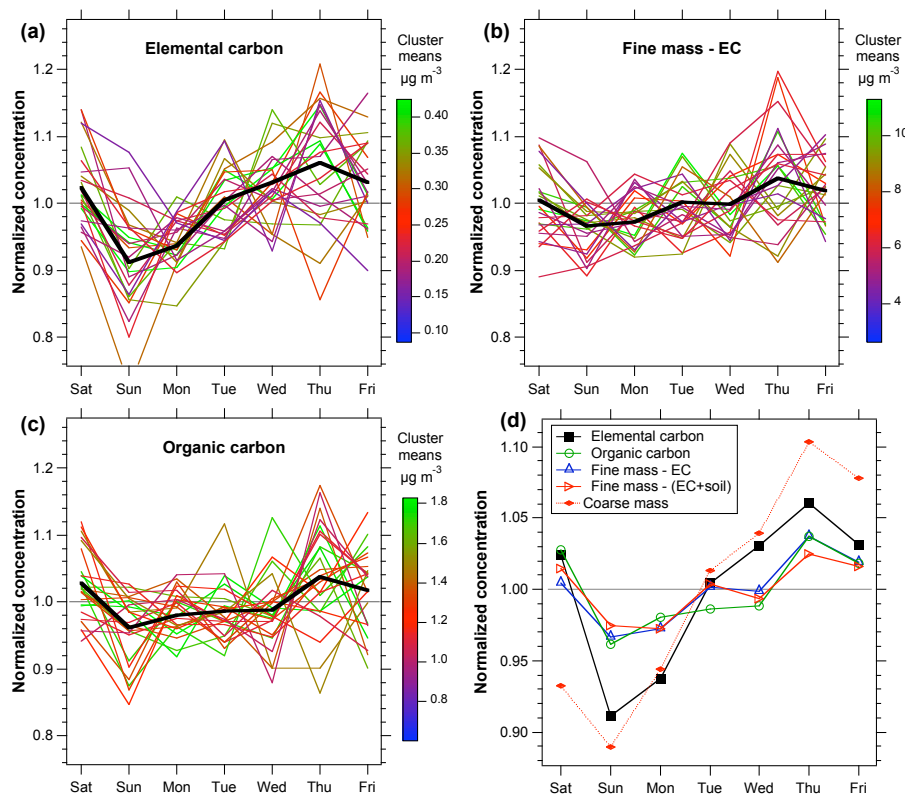 (a)
Elemental carbon
Cluster
means
µg m-3
Normalized concentration
1.2
1.1
1.0
0.9
0.8
0.40
0.35
0.30
0.25
0.20
0.15
0.10
Sat Sun Mon Tue Wed Thu Fri
(b)
Fine mass - EC
Cluster
means
µg m-3
Normalized concentration
1.2
1.1
1.0
0.9
0.8
10
8
6
4
Sat Sun Mon Tue Wed Thu Fri
(c)
Organic carbon
Cluster
means
µg m-3
Normalized concentration
1.2
1.1
1.0
0.9
0.8
1.8
1.6
1.4
1.2
1.0
0.8
Sat Sun Mon Tue Wed Thu Fri
(d)
Elemental carbon
Organic carbon
Fine mass - EC
Fine mass - (EC+soil)
Coarse mass
Normalized concentration
1.10
1.05
1.00
0.95
0.90
Sat Sun Mon Tue Wed Thu Fri